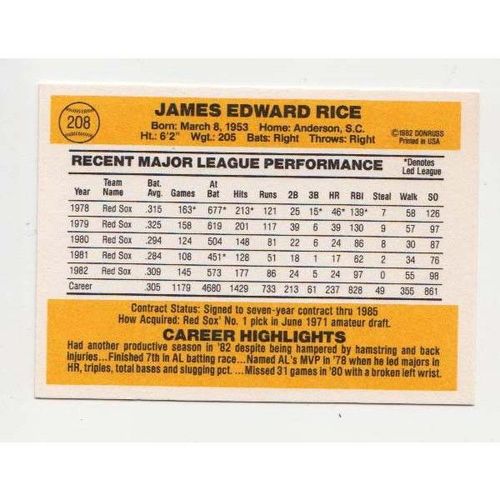 208
JAMES EDWARD RICE
Born: March 8, 1953 Home: Anderson, S.C.
Ht.: 6'2" Wgt.: 205 Bats: Right Throws: Right
©1982 DONRUSS
Printed in USA
RECENT MAJOR LEAGUE PERFORMANCE *Denotes Led League
Year Team Name Bat. Avg. Games At Bat Hits Runs 2B 3B HR RBI Steal Walk SO
1978 Red Sox .315 163* 677* 213* 121 25 15* 46* 139* 7 58 126
1979 Red Sox .325 158 619 201 117 39 6 39 130 9 57 97
1980 Red Sox .294 124 504 148 81 22 6 24 86 8 30 87
1981 Red Sox .284 108 451* 128 51 18 1 17 62 2 34 76
1982 Red Sox .309 145 573 177 86 24 5 24 97 0 55 98
Career .305 1179 4680 1429 733 213 57 237 828 49 355 861
Contract Status: Signed to seven-year contract thru 1985
How Acquired: Red Sox' No. 1 pick in June 1971 amateur draft.
CAREER HIGHLIGHTS
Had another productive season in '82 despite being hampered by hamstring and back
injuries...Finished 7th in AL batting race...Named AL's MVP in '78 when he led majors in
HR, triples, total bases and slugging pct. ...Missed 31 games in '80 with a broken left wrist.